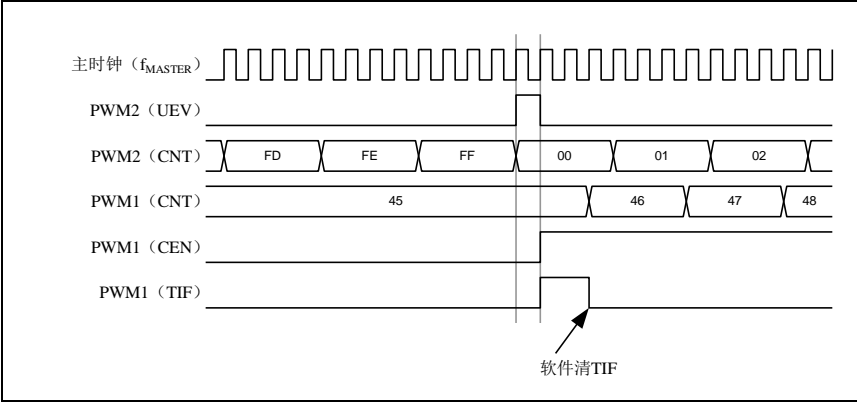 主时钟（fMASTER）
PWM2（UEV）
PWM2（CNT） FD FE FF 00 01 02
PWM1（CNT） 45 46 47 48
PWM1（CEN）
PWM1（TIF）
软件清TIF